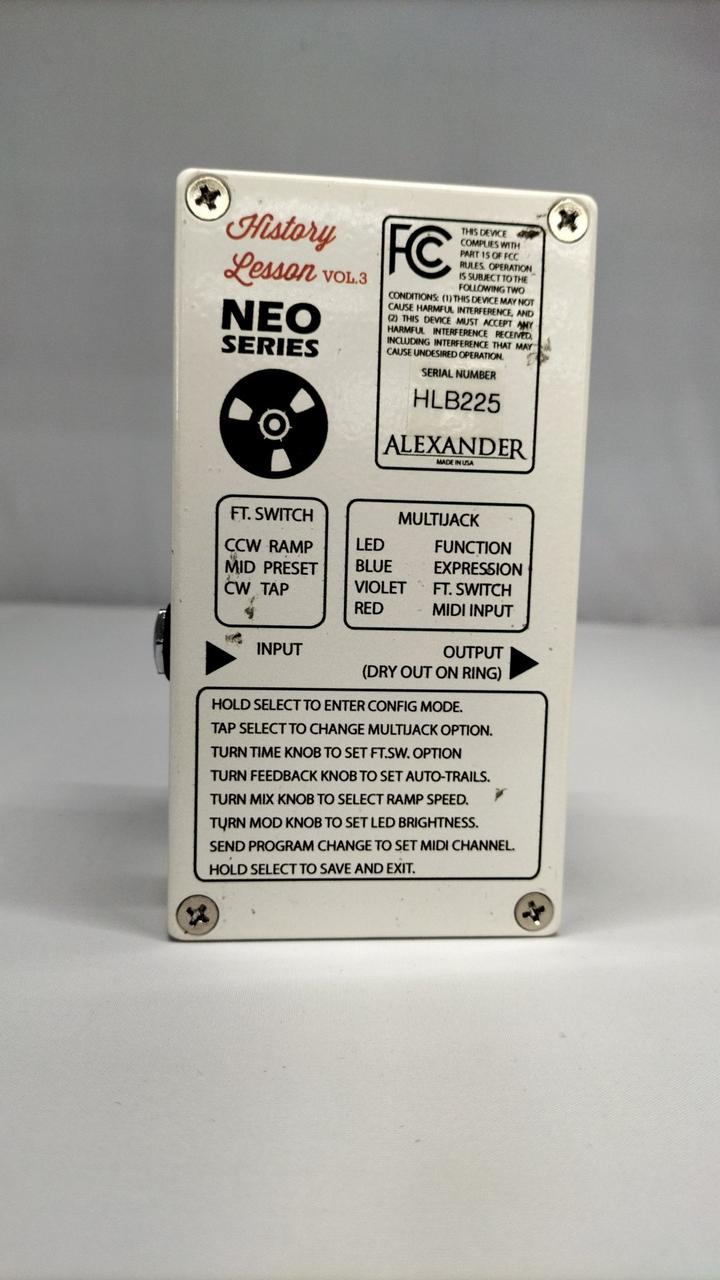 History
Lesson VOL.3
NEO
SERIES
FC
THIS DEVICE
COMPLIES WITH
PART 15 OF FCC
RULES. OPERATION
IS SUBJECT TO THE
FOLLOWING TWO
CONDITIONS: (1) THIS DEVICE MAY NOT
CAUSE HARMFUL INTERFERENCE, AND
(2) THIS DEVICE MUST ACCEPT ANY
HARMFUL INTERFERENCE RECEIVED,
INCLUDING INTERFERENCE THAT MAY
CAUSE UNDESIRED OPERATION.
SERIAL NUMBER
HLB225
ALEXANDER
MADE IN USA
FT. SWITCH
CCW RAMP
MID PRESET
CW TAP
MULTIJACK
LED FUNCTION
BLUE EXPRESSION
VIOLET FT. SWITCH
RED MIDI INPUT
INPUT
OUTPUT
(DRY OUT ON RING)
HOLD SELECT TO ENTER CONFIG MODE.
TAP SELECT TO CHANGE MULTIJACK OPTION.
TURN TIME KNOB TO SET FT.SW. OPTION
TURN FEEDBACK KNOB TO SET AUTO-TRAILS.
TURN MIX KNOB TO SELECT RAMP SPEED.
TURN MOD KNOB TO SET LED BRIGHTNESS.
SEND PROGRAM CHANGE TO SET MIDI CHANNEL.
HOLD SELECT TO SAVE AND EXIT.